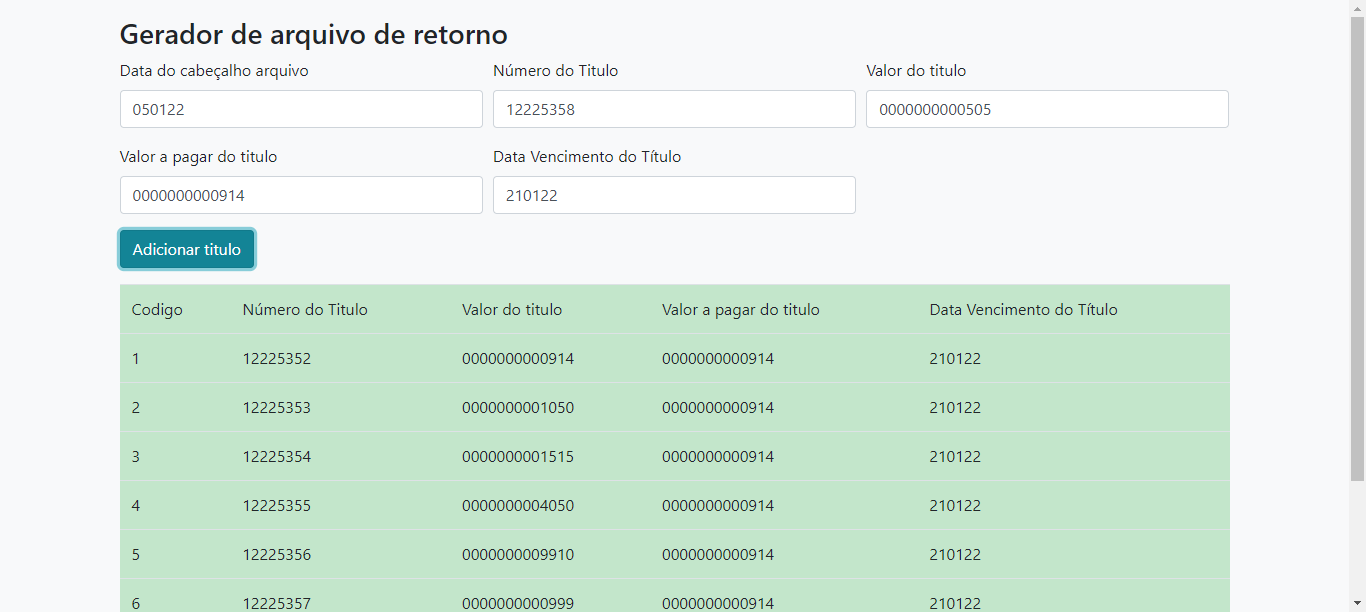 Gerador de arquivo de retorno
Data do cabeçalho arquivo Número do Titulo Valor do titulo
050122 12225358 0000000000505
Valor a pagar do titulo Data Vencimento do Título
0000000000914 210122
Adicionar titulo
Codigo Número do Titulo Valor do titulo Valor a pagar do titulo Data Vencimento do Título
1 12225352 0000000000914 0000000000914 210122
2 12225353 0000000001050 0000000000914 210122
3 12225354 0000000001515 0000000000914 210122
4 12225355 0000000004050 0000000000914 210122
5 12225356 0000000009910 0000000000914 210122
6 12225357 0000000000999 0000000000914 210122